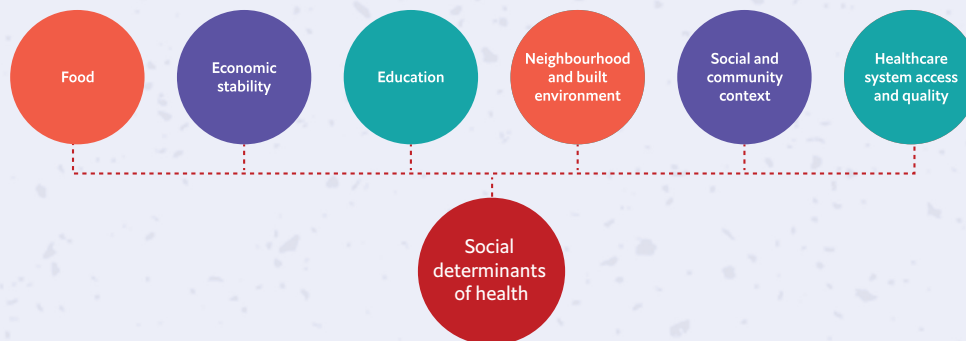 Food
Economic
stability
Education
Neighbourhood
and built
environment
Social and
community
context
Healthcare
system access
and quality
Social
determinants
of health